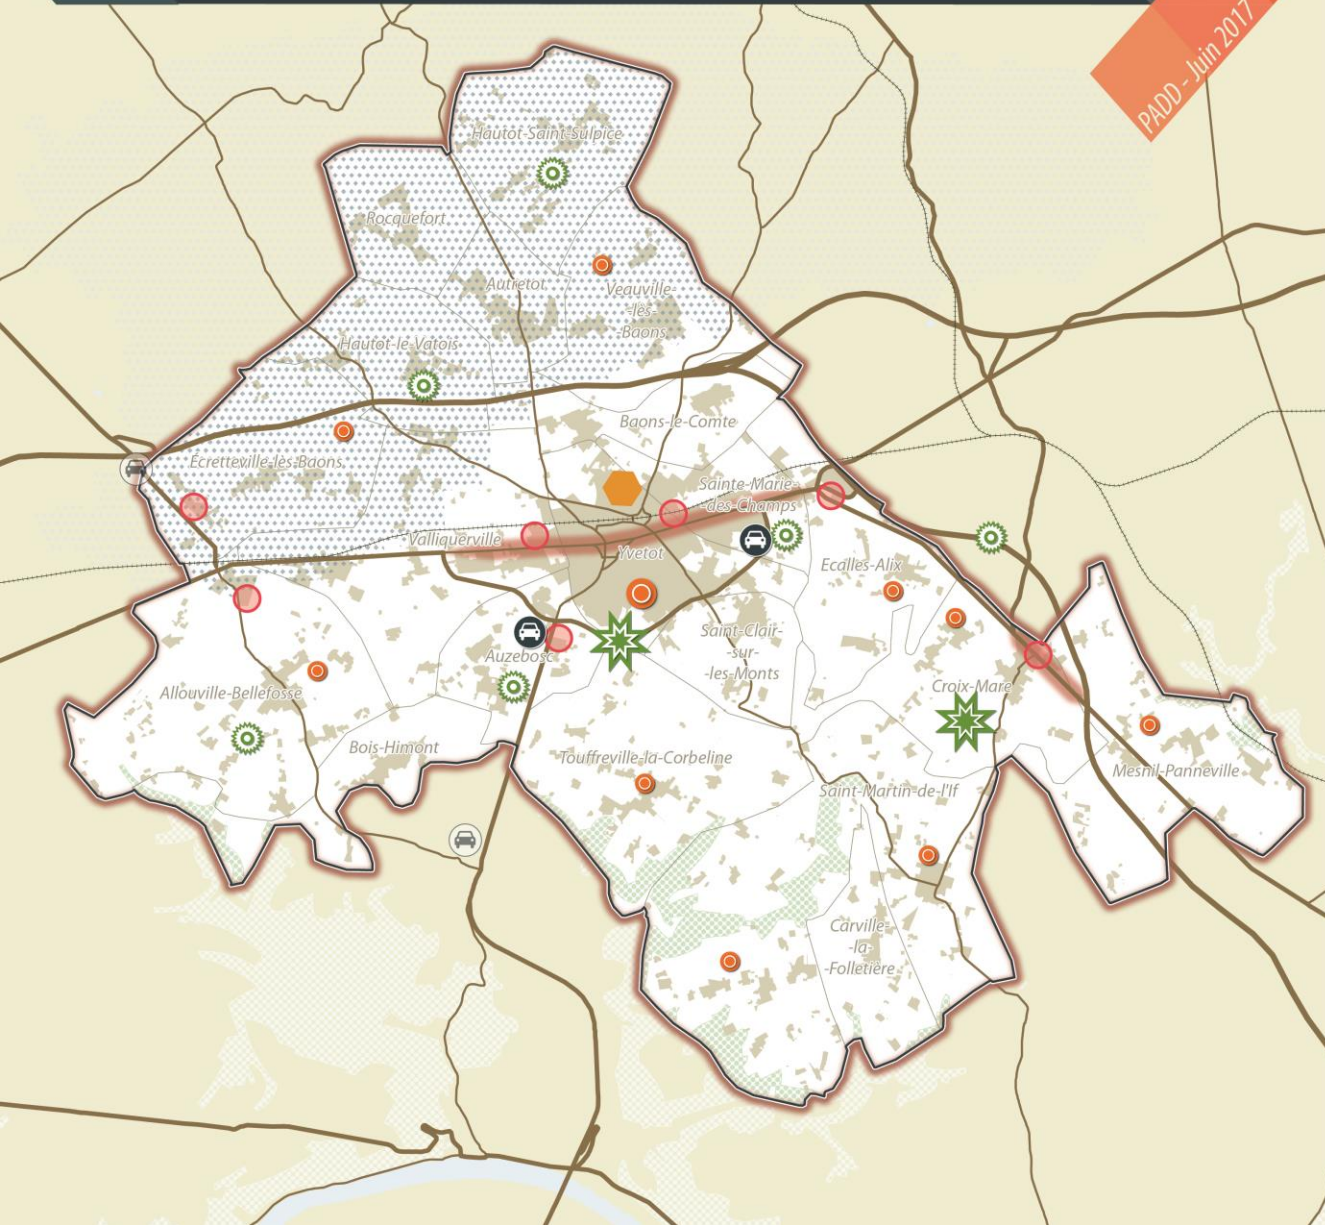 PADD - Juin 2017
Hautot-Saint-Sulpice
Rocquefort
Autretot
Veauville-
-les-
-Baons
Hautot-le-Vatois
Baons-le-Comte
Écretteville-lès-Baons
Sainte-Marie-
-des-Champs
Valliquerville
Yvetot
Ecalles-Alix
Saint-Clair-
-sur-
-les-Monts
Auzebosc
Allouville-Bellefosse
Croix-Mare
Bois-Himont
Touffreville-la-Corbeline
Mesnil-Panneville
Saint-Martin-de-l'If
Carville-
-la-
-Folletière